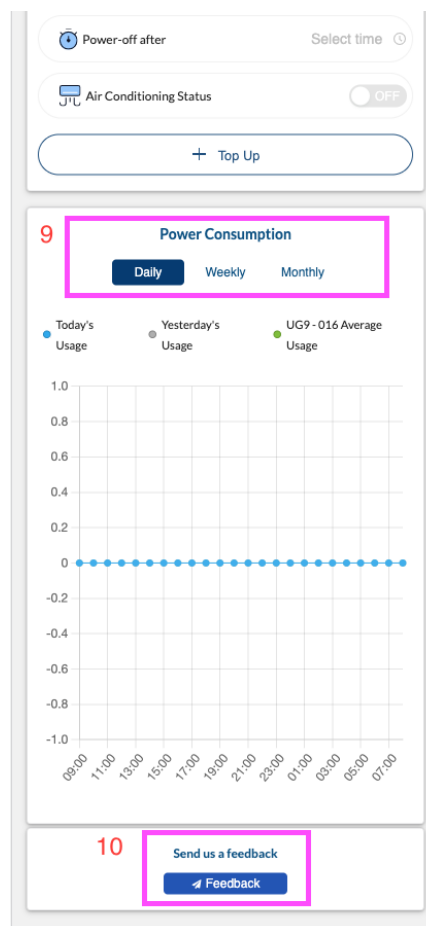 Power-off after Select time
Air Conditioning Status OFF
+ Top Up
9 Power Consumption
Daily Weekly Monthly
Today's Usage
Yesterday's Usage
UG9 - 016 Average Usage
1.0
0.8
0.6
0.4
0.2
0
-0.2
-0.4
-0.6
-0.8
-1.0
09:00 11:00 13:00 15:00 17:00 19:00 21:00 23:00 01:00 03:00 05:00 07:00
10 Send us a feedback
Feedback